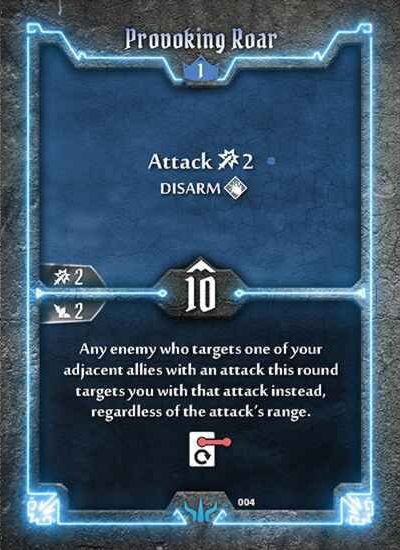 Provoking Roar
1
Attack 2
DISARM
2
10
2
Any enemy who targets one of your
adjacent allies with an attack this round
targets you with that attack instead,
regardless of the attack's range.
004